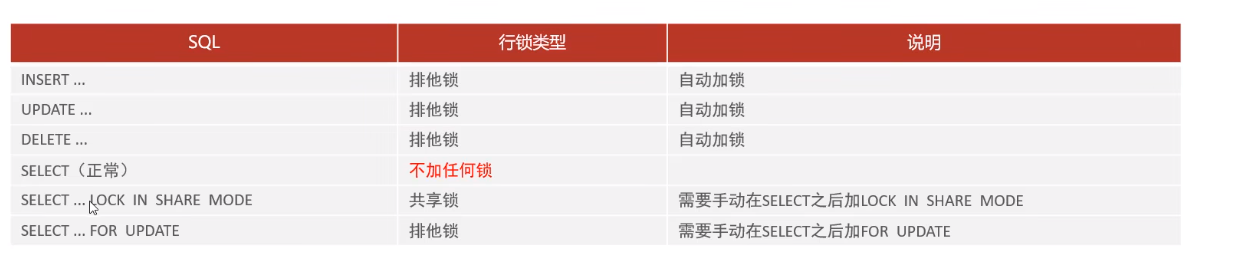 SQL 行锁类型 说明
INSERT ... 排他锁 自动加锁
UPDATE ... 排他锁 自动加锁
DELETE ... 排他锁 自动加锁
SELECT（正常） 不加任何锁
SELECT ... LOCK IN SHARE MODE 共享锁 需要手动在SELECT之后加LOCK IN SHARE MODE
SELECT ... FOR UPDATE 排他锁 需要手动在SELECT之后加FOR UPDATE